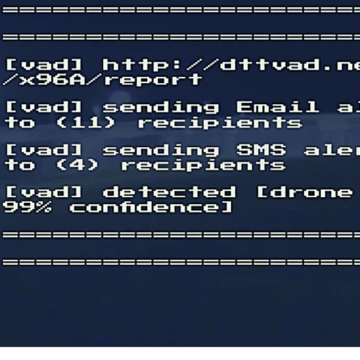 ==========================
==========================
[vad] http://dttvad.ne
/x96A/report
[vad] sending Email al
to (11) recipients
[vad] sending SMS aler
to (4) recipients
[vad] detected [drone
99% confidence]
==========================
==========================